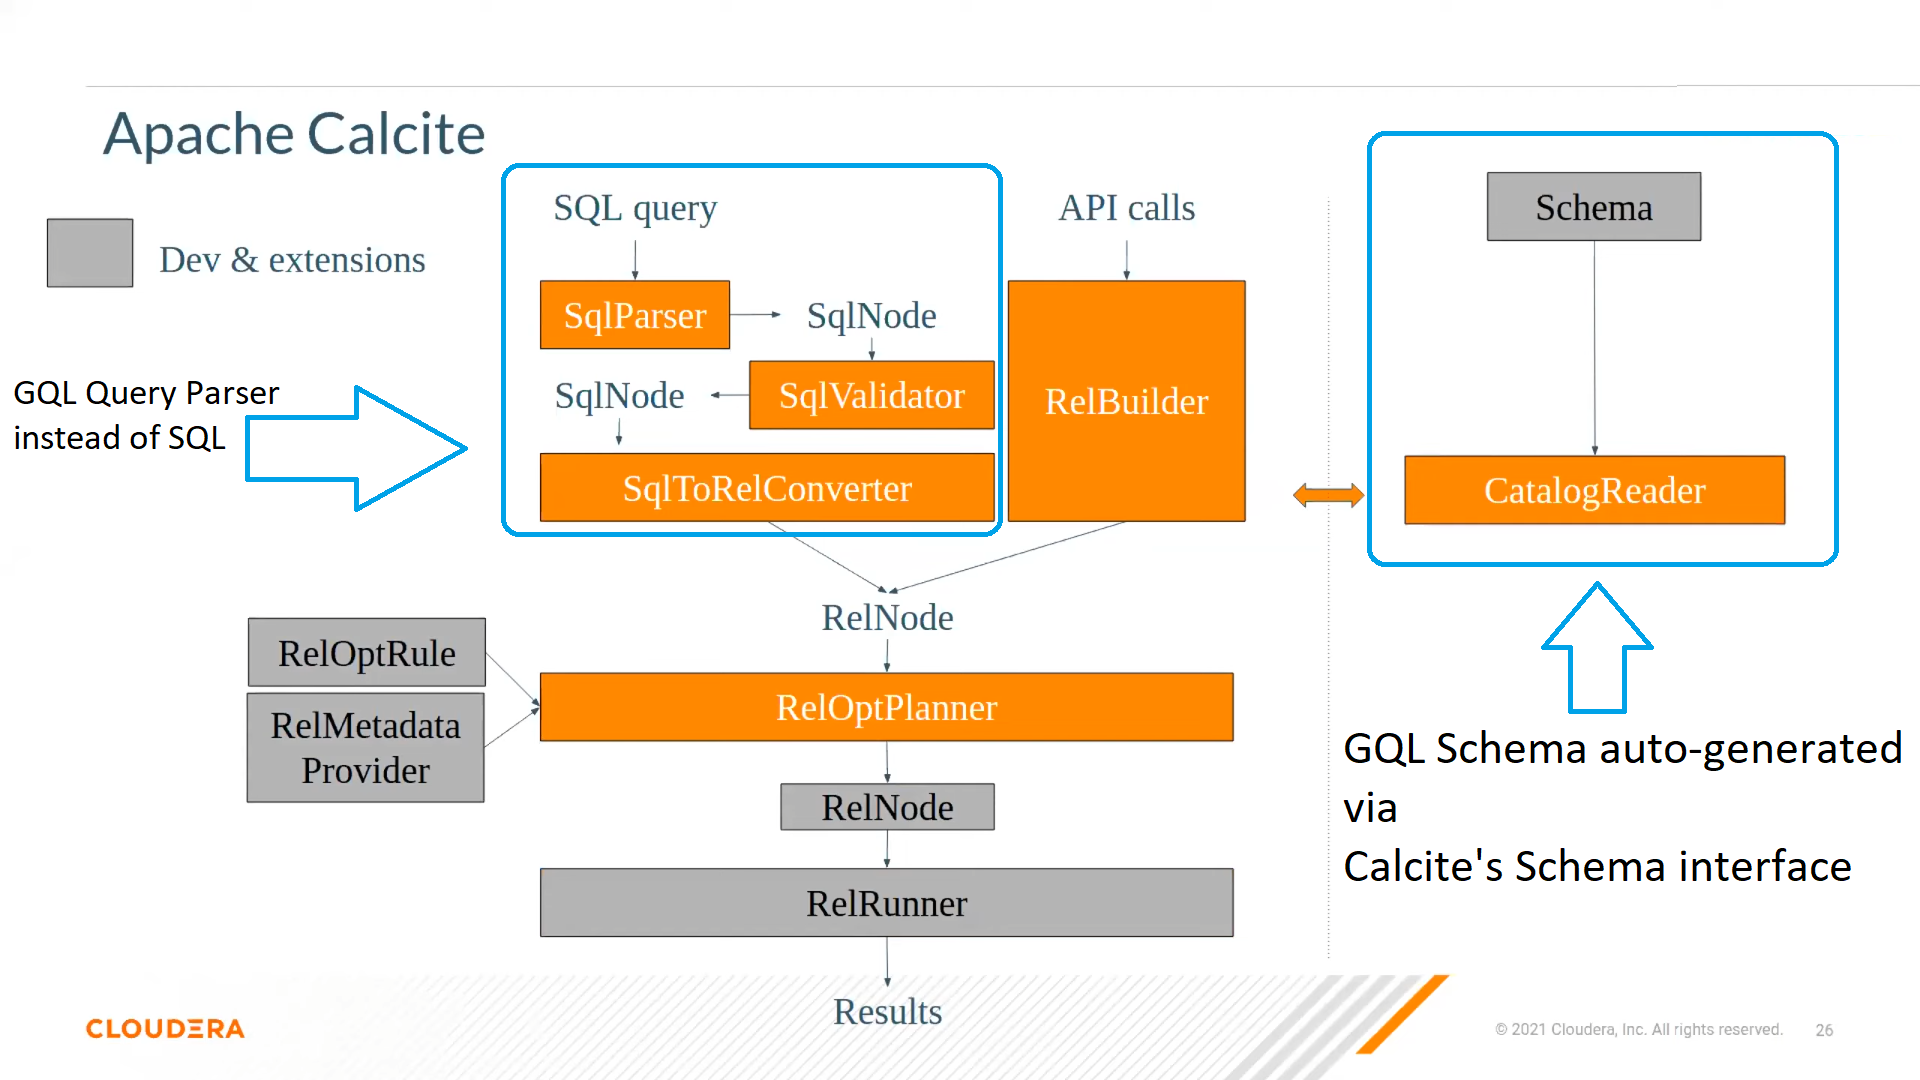 Apache Calcite
Dev & extensions
GQL Query Parser
instead of SQL
SQL query
SqlParser
SqlNode
SqlValidator
SqlNode
SqlToRelConverter
API calls
RelBuilder
Schema
CatalogReader
RelNode
RelOptRule
RelMetadata
Provider
RelOptPlanner
RelNode
RelRunner
Results
GQL Schema auto-generated
via
Calcite's Schema interface
CLOUDERA
© 2021 Cloudera, Inc. All rights reserved.
26